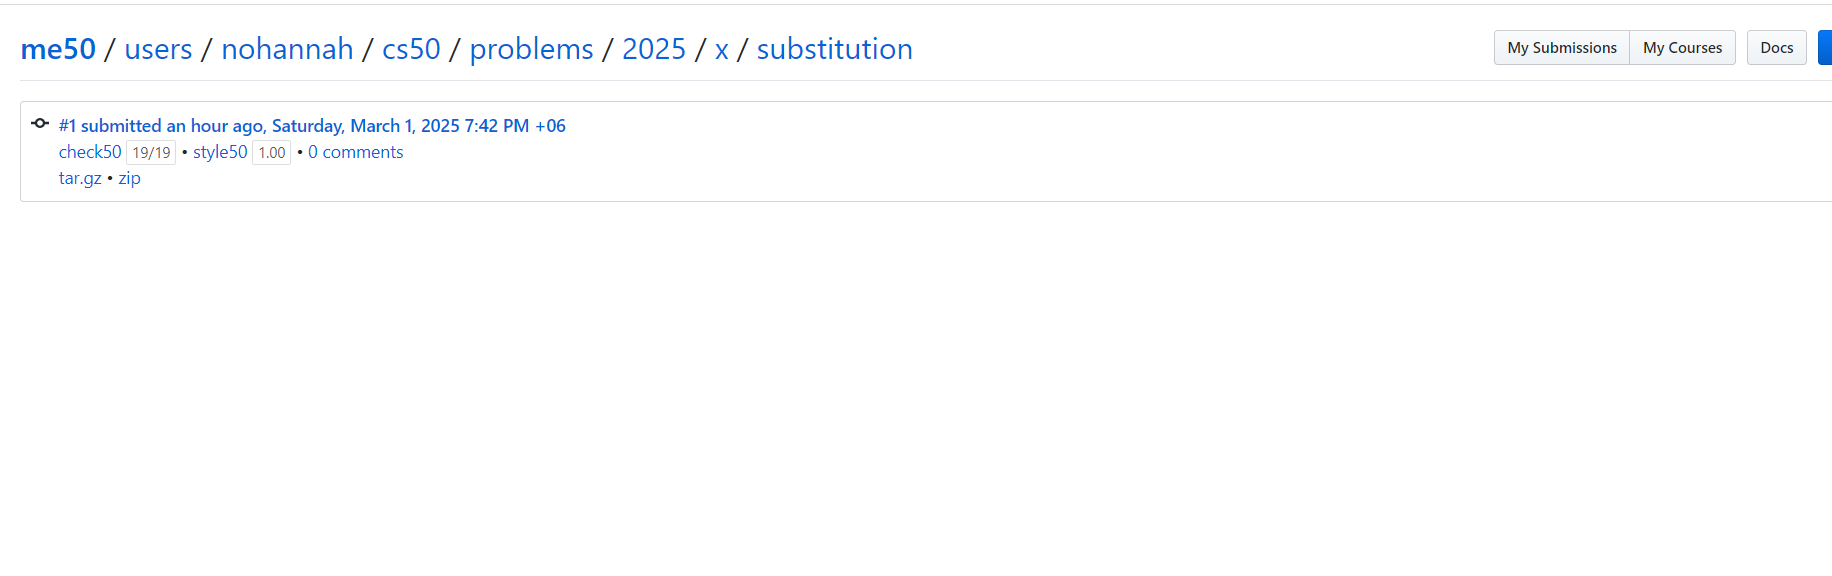 me50 / users / nohannah / cs50 / problems / 2025 / x / substitution
My Submissions My Courses Docs
#1 submitted an hour ago, Saturday, March 1, 2025 7:42 PM +06
check50 19/19 • style50 1.00 • 0 comments
tar.gz • zip